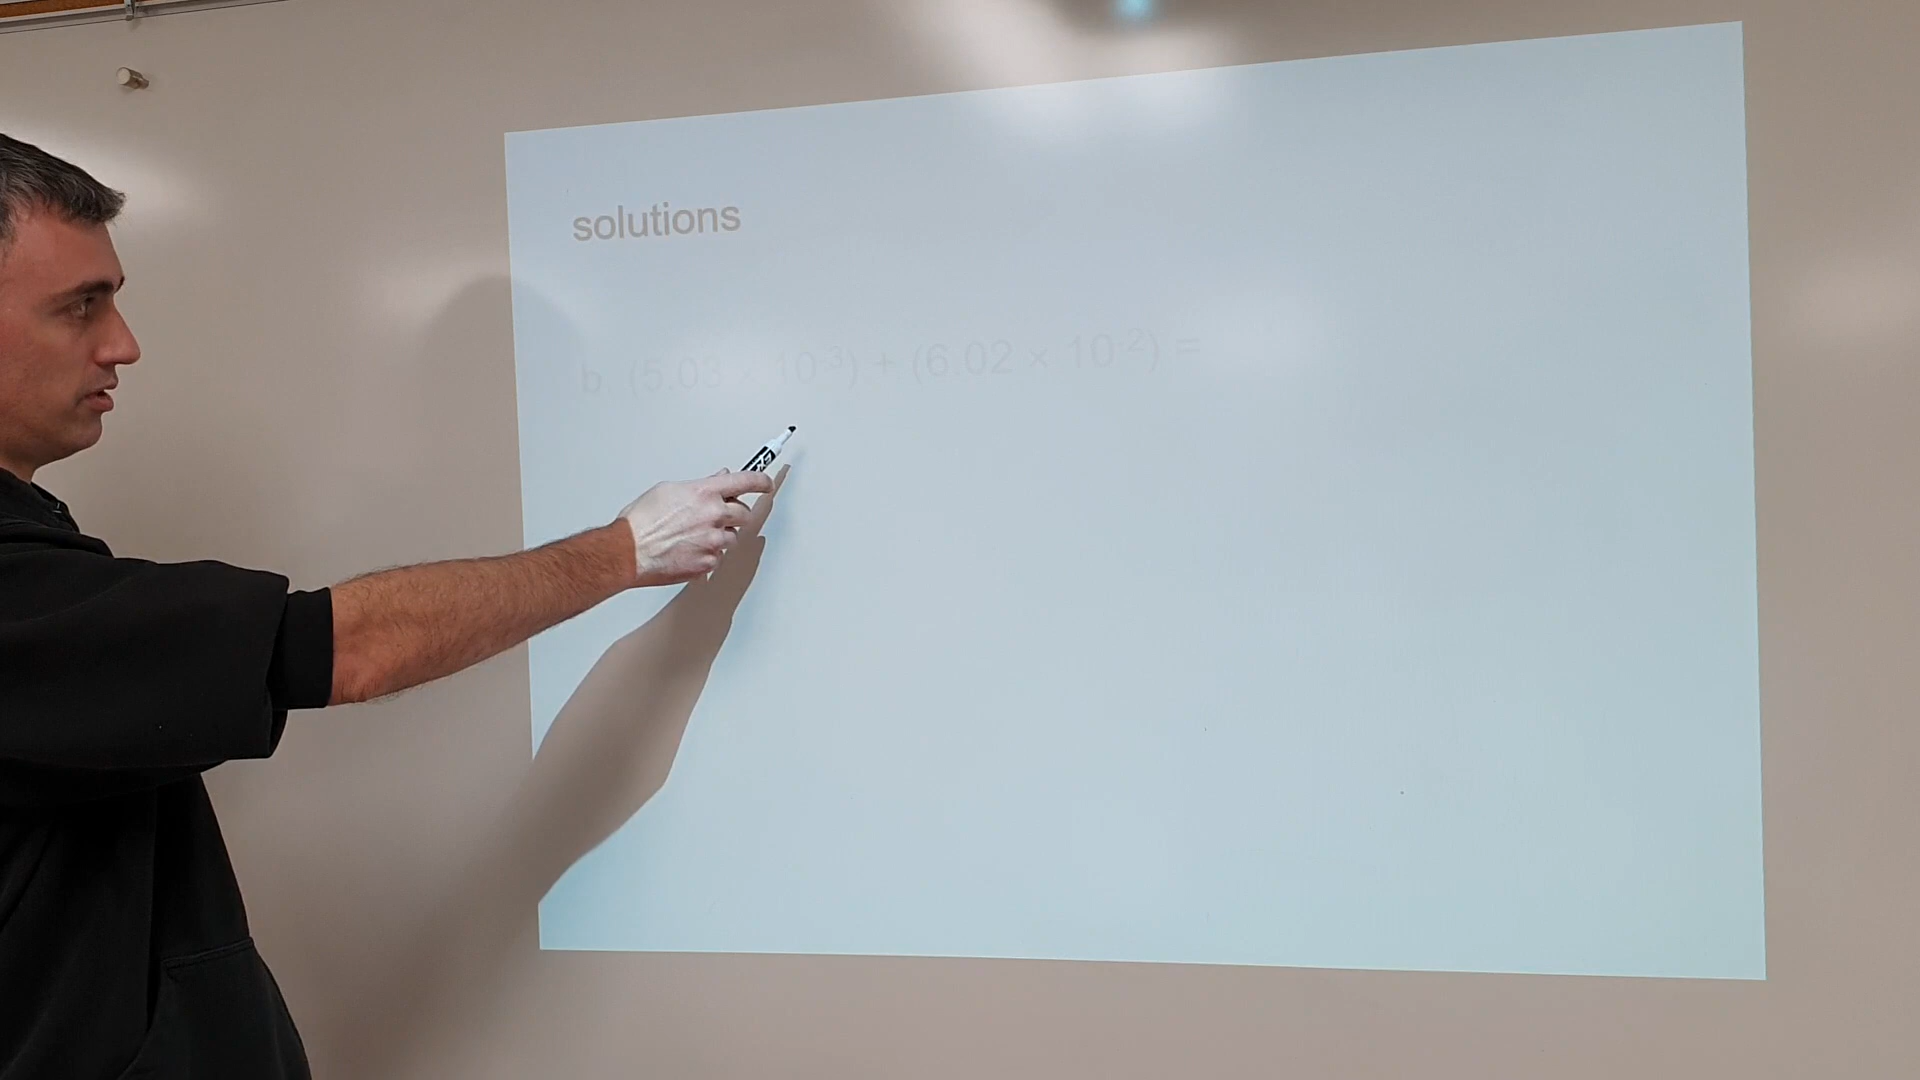 solutions
b. (5.03 × 10⁻³) + (6.02 × 10⁻²) =